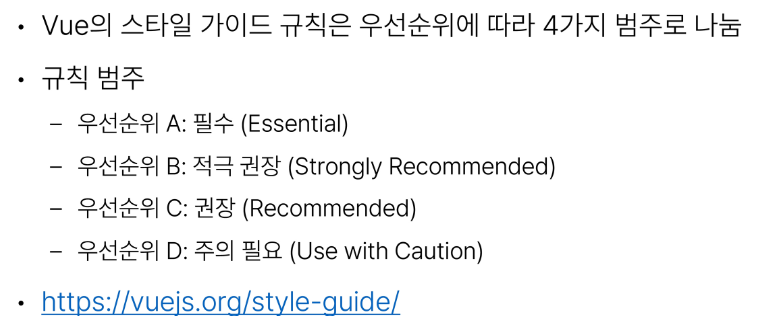 • Vue의 스타일 가이드 규칙은 우선순위에 따라 4가지 범주로 나눔
• 규칙 범주
– 우선순위 A: 필수 (Essential)
– 우선순위 B: 적극 권장 (Strongly Recommended)
– 우선순위 C: 권장 (Recommended)
– 우선순위 D: 주의 필요 (Use with Caution)
• https://vuejs.org/style-guide/